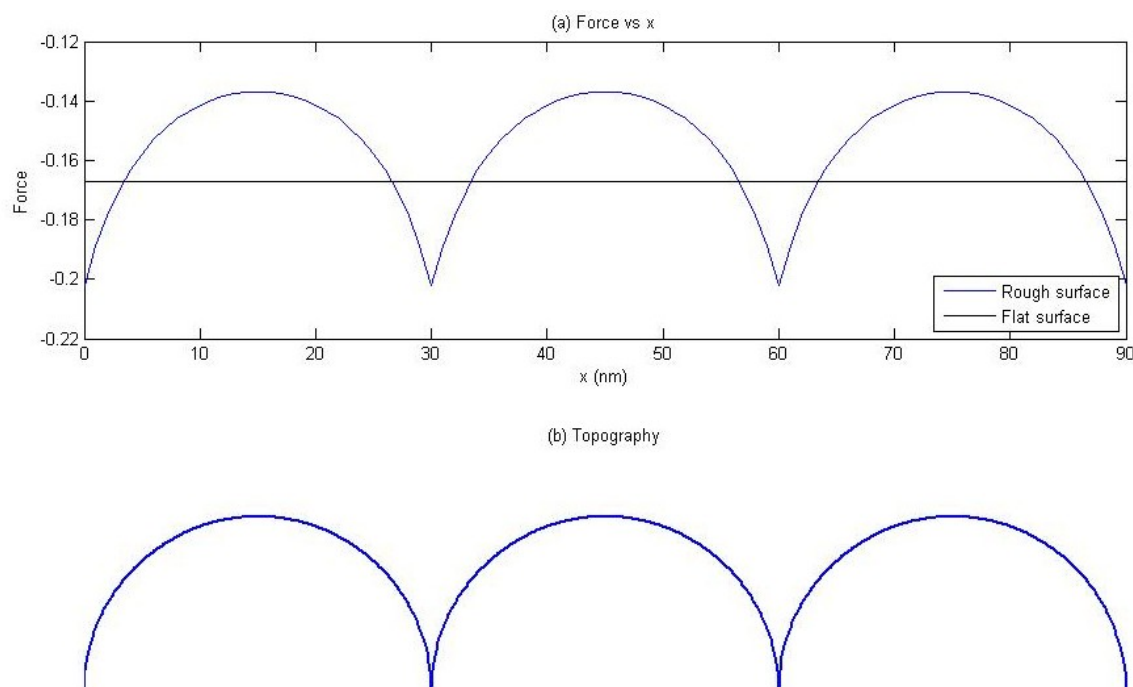 (a) Force vs x
-0.12
-0.14
-0.16
-0.18
-0.2
-0.22
Force
0 10 20 30 40 50 60 70 80 90
x (nm)
Rough surface
Flat surface
(b) Topography